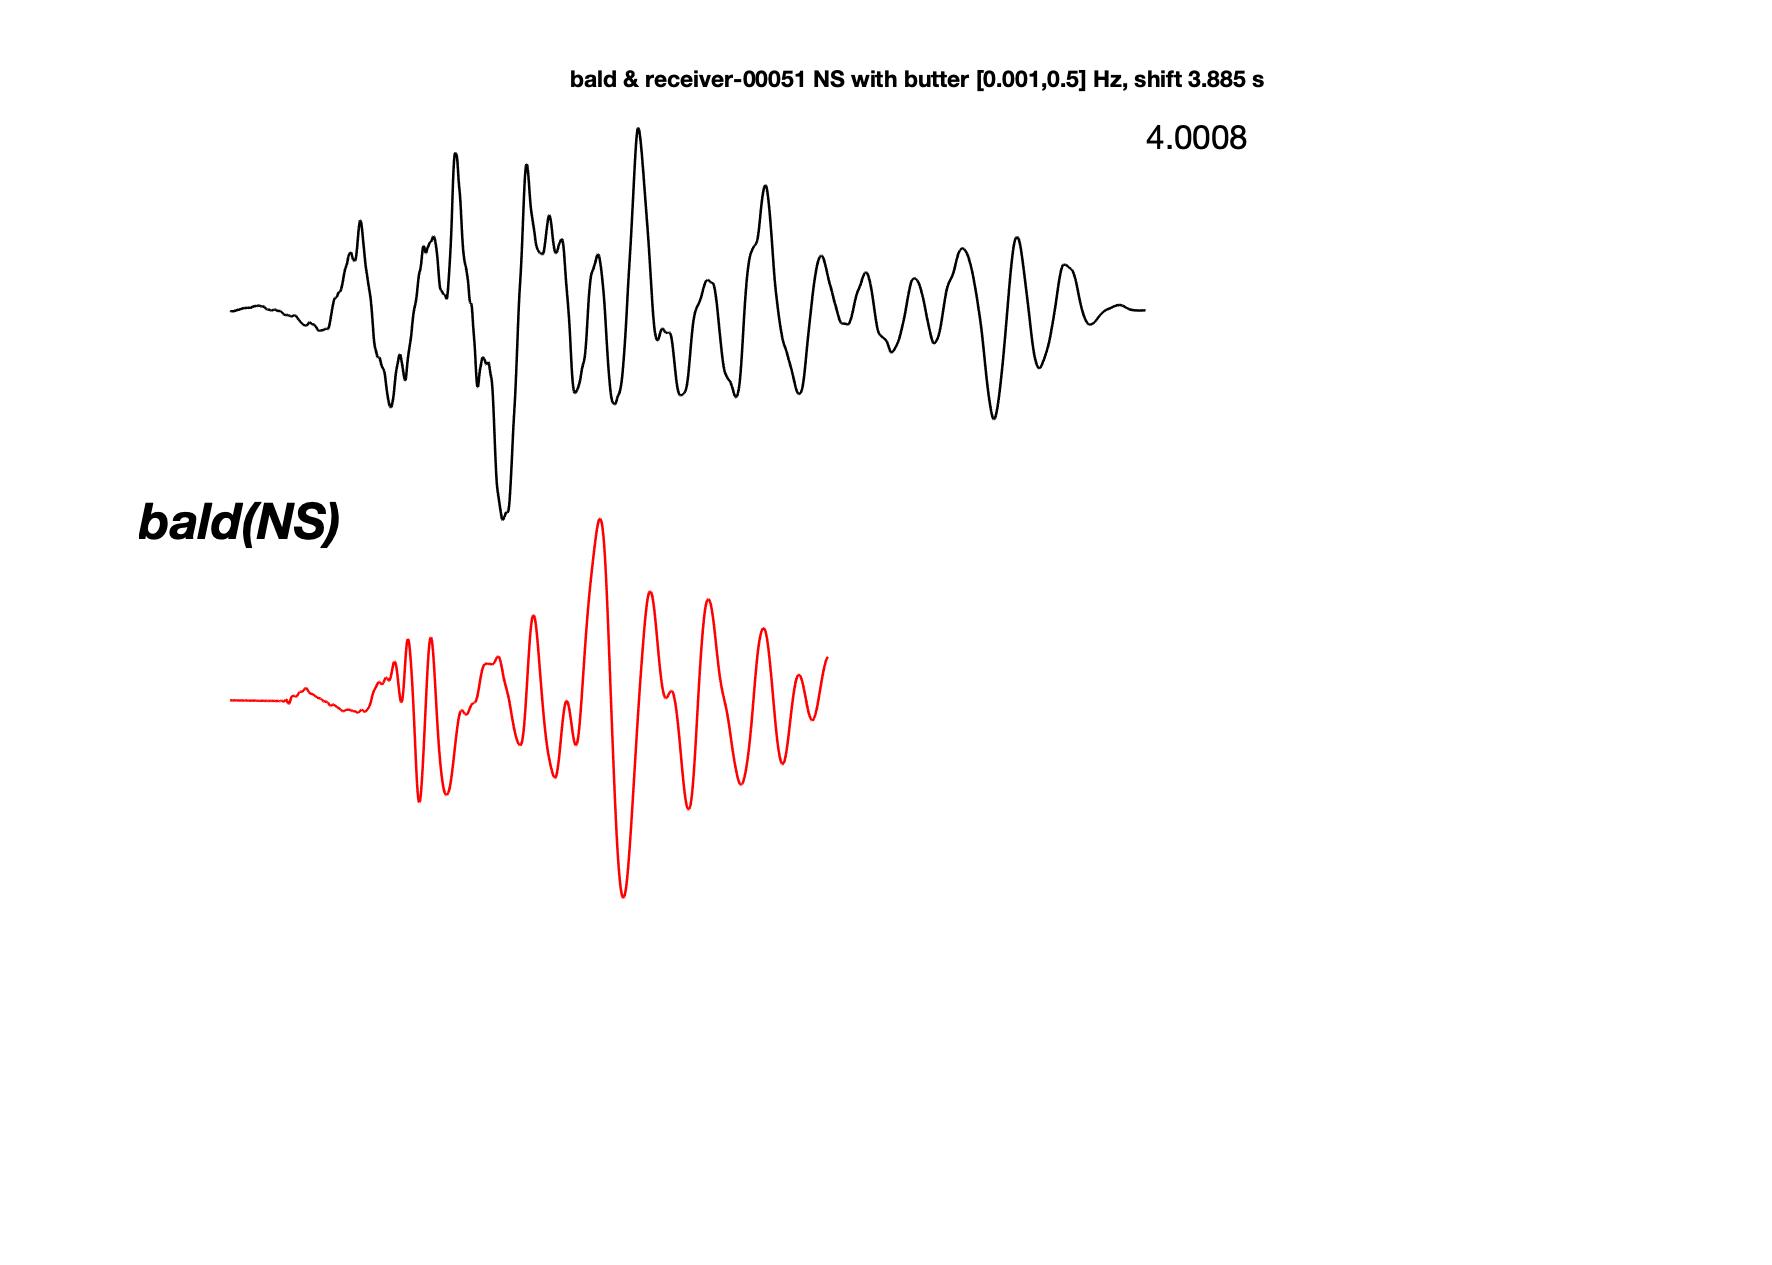 bald & receiver-00051 NS with butter [0.001,0.5] Hz, shift 3.885 s
4.0008
bald(NS)